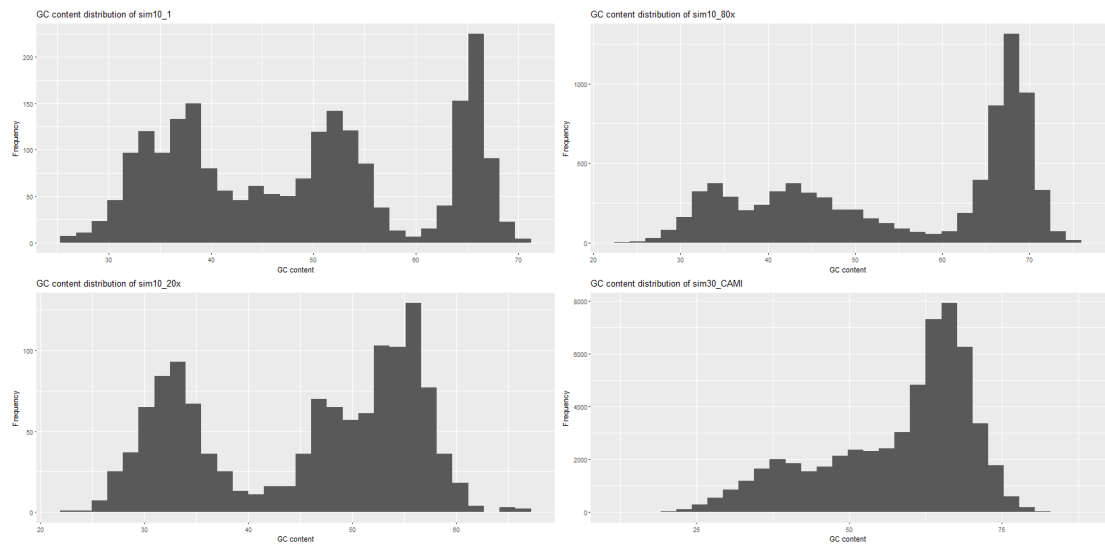 GC content distribution of sim10_1
200
150
100
50
0
30
40
50
60
70
Frequency
GC content
GC content distribution of sim10_80x
1000
500
0
20
30
40
50
60
70
Frequency
GC content
GC content distribution of sim10_20x
100
50
0
20
30
40
50
60
Frequency
GC content
GC content distribution of sim30_CAMI
8000
6000
4000
2000
0
25
50
75
Frequency
GC content